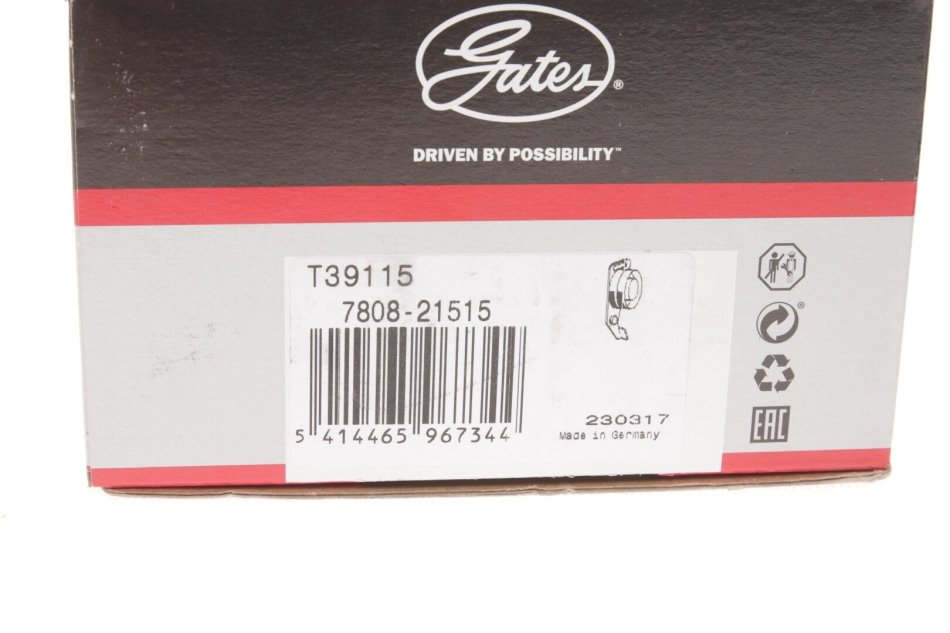 Gates®
DRIVEN BY POSSIBILITY™
T39115
7808-21515
5 414465 967344
230317
Made in Germany
EAC